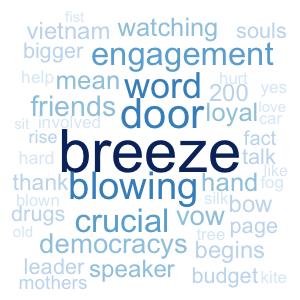 fist
vietnam watching souls
bigger engagement
help mean word 200 hurt yes
friends door loyal love
car
sit involved
rise breeze fact
talk
hard like
thank blowing hand fog
blown silk
drugs crucial vow bow
page
old tree
democracys begins
leader speaker budget kite
mothers